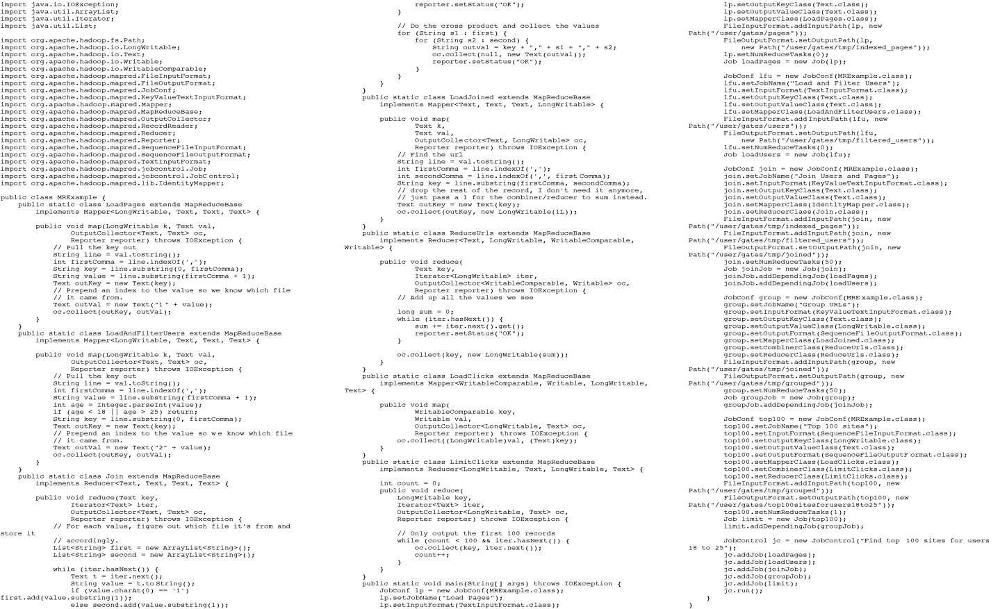 import java.io.IOException;
import java.util.ArrayList;
import java.util.Iterator;
import java.util.List;

import org.apache.hadoop.fs.Path;
import org.apache.hadoop.io.LongWritable;
import org.apache.hadoop.io.Text;
import org.apache.hadoop.io.Writable;
import org.apache.hadoop.io.WritableComparable;
import org.apache.hadoop.mapred.FileInputFormat;
import org.apache.hadoop.mapred.FileOutputFormat;
import org.apache.hadoop.mapred.JobConf;
import org.apache.hadoop.mapred.KeyValueTextInputFormat;
import org.apache.hadoop.mapred.Mapper;
import org.apache.hadoop.mapred.MapReduceBase;
import org.apache.hadoop.mapred.OutputCollector;
import org.apache.hadoop.mapred.RecordReader;
import org.apache.hadoop.mapred.Reducer;
import org.apache.hadoop.mapred.Reporter;
import org.apache.hadoop.mapred.SequenceFileInputFormat;
import org.apache.hadoop.mapred.SequenceFileOutputFormat;
import org.apache.hadoop.mapred.TextInputFormat;
import org.apache.hadoop.mapred.jobcontrol.Job;
import org.apache.hadoop.mapred.jobcontrol.JobC ontrol;
import org.apache.hadoop.mapred.lib.IdentityMapper;

public class MRExample {
    public static class LoadPages extends MapReduceBase
        implements Mapper<LongWritable, Text, Text, Text> {

        public void map(LongWritable k, Text val,
                OutputCollector<Text, Text> oc,
                Reporter reporter) throws IOException {
            // Pull the key out
            String line = val.toString();
            int firstComma = line.indexOf(',');
            String key = line.substring(0, firstComma);
            String value = line.substring(firstComma + 1);
            Text outKey = new Text(key);
            // Prepend an index to the value so we know which file
            // it came from.
            Text outVal = new Text("1" + value);
            oc.collect(outKey, outVal);
        }
    }
    public static class LoadAndFilterUsers extends MapReduceBase
        implements Mapper<LongWritable, Text, Text, Text> {

        public void map(LongWritable k, Text val,
                OutputCollector<Text, Text> oc,
                Reporter reporter) throws IOException {
            // Pull the key out
            String line = val.toString();
            int firstComma = line.indexOf(',');
            String value = line.substring( firstComma + 1);
            int age = Integer.parseInt(value);
            if (age < 18 || age > 25) return;
            String key = line.substring(0, firstComma);
            Text outKey = new Text(key);
            // Prepend an index to the value so we know which file
            // it came from.
            Text outVal = new Text("2" + value);
            oc.collect(outKey, outVal);
        }
    }
    public static class Join extends MapReduceBase
        implements Reducer<Text, Text, Text, Text> {

        public void reduce(Text key,
                Iterator<Text> iter,
                OutputCollector<Text, Text> oc,
                Reporter reporter) throws IOException {
            // For each value, figure out which file it's from and
store it
            // accordingly.
            List<String> first = new ArrayList<String>();
            List<String> second = new ArrayList<String>();

            while (iter.hasNext()) {
                Text t = iter.next();
                String value = t.toString();
                if (value.charAt(0) == '1')
first.add(value.substring(1));
                else second.add(value.substring(1));
                reporter.setStatus("OK");
            }

            // Do the cross product and collect the values
            for (String s1 : first) {
                for (String s2 : second) {
                    String outval = key + "," + s1 + "," + s2;
                    oc.collect(null, new Text(outval));
                    reporter.setStatus("OK");
                }
            }
        }
    }
    public static class LoadJoined extends MapReduceBase
        implements Mapper<Text, Text, Text, LongWritable> {

        public void map(
                Text k,
                Text val,
                OutputCollector<Text, LongWritable> oc,
                Reporter reporter) throws IOException {
            // Find the url
            String line = val.toString();
            int firstComma = line.indexOf(',');
            int secondComma = line.indexOf(',', first Comma);
            String key = line.substring(firstComma, secondComma);
            // drop the rest of the record, I don't need it anymore,
            // just pass a 1 for the combiner/reducer to sum instead.
            Text outKey = new Text(key);
            oc.collect(outKey, new LongWritable(1L));
        }
    }
    public static class ReduceUrls extends MapReduceBase
        implements Reducer<Text, LongWritable, WritableComparable,
Writable> {

        public void reduce(
                Text key,
                Iterator<LongWritable> iter,
                OutputCollector<WritableComparable, Writable> oc,
                Reporter reporter) throws IOException {
            // Add up all the values we see

            long sum = 0;
            while (iter.hasNext()) {
                sum += iter.next().get();
                reporter.setStatus("OK");
            }

            oc.collect(key, new LongWritable(sum));
        }
    }
    public static class LoadClicks extends MapReduceBase
        implements Mapper<WritableComparable, Writable, LongWritable,
Text> {

        public void map(
                WritableComparable key,
                Writable val,
                OutputCollector<LongWritable, Text> oc,
                Reporter reporter) throws IOException {
            oc.collect((LongWritable)val, (Text)key);
        }
    }
    public static class LimitClicks extends MapReduceBase
        implements Reducer<LongWritable, Text, LongWritable, Text> {

        int count = 0;
        public void reduce(
            LongWritable key,
            Iterator<Text> iter,
            OutputCollector<LongWritable, Text> oc,
            Reporter reporter) throws IOException {

            // Only output the first 100 records
            while (count < 100 && iter.hasNext()) {
                oc.collect(key, iter.next());
                count++;
            }
        }
    }
    public static void main(String[] args) throws IOException {
        JobConf lp = new JobConf(MRExample.class);
        lp.setJobName("Load Pages");
        lp.setInputFormat(TextInputFormat.class);
        lp.setOutputKeyClass(Text.class);
        lp.setOutputValueClass(Text.class);
        lp.setMapperClass(LoadPages.class);
        FileInputFormat.addInputPath(lp, new
Path("/user/gates/pages"));
        FileOutputFormat.setOutputPath(lp,
            new Path("/user/gates/tmp/indexed_pages"));
        lp.setNumReduceTasks(0);
        Job loadPages = new Job(lp);

        JobConf lfu = new JobConf(MRExample.class);
        lfu.setJobName("Load and Filter Users");
        lfu.setInputFormat(TextInputFormat.class);
        lfu.setOutputKeyClass(Text.class);
        lfu.setOutputValueClass(Text.class);
        lfu.setMapperClass(LoadAndFilterUsers.class);
        FileInputFormat.add InputPath(lfu, new
Path("/user/gates/users"));
        FileOutputFormat.setOutputPath(lfu,
            new Path("/user/gates/tmp/filtered_users"));
        lfu.setNumReduceTasks(0);
        Job loadUsers = new Job(lfu);

        JobConf join = new JobConf(MRExample.class);
        join.setJobName("Join Users and Pages");
        join.setInputFormat(KeyValueTextInputFormat.class);
        join.setOutputKeyClass(Text.class);
        join.setOutputValueClass(Text.class);
        join.setMapperClass(IdentityMap per.class);
        join.setReducerClass(Join.class);
        FileInputFormat.addInputPath(join, new
Path("/user/gates/tmp/indexed_pages"));
        FileInputFormat.addInputPath(join, new
Path("/user/gates/tmp/filtered_users"));
        FileOutputFormat.setOutputPath(join, new
Path("/user/gates/tmp/joined"));
        join.setNumReduceTasks(50);
        Job joinJob = new Job(join);
        joinJob.addDependingJob(loadPages);
        joinJob.addDependingJob(loadUsers);

        JobConf group = new JobConf(MRE xample.class);
        group.setJobName("Group URLs");
        group.setInputFormat(KeyValueTextInputFormat.class);
        group.setOutputKeyClass(Text.class);
        group.setOutputValueClass(LongWritable.class);
        group.setOutputFormat(SequenceFi leOutputFormat.class);
        group.setMapperClass(LoadJoined.class);
        group.setCombinerClass(ReduceUrls.class);
        group.setReducerClass(ReduceUrls.class);
        FileInputFormat.addInputPath(group, new
Path("/user/gates/tmp/joined"));
        FileOutputFormat.setOutputPath(group, new
Path("/user/gates/tmp/grouped"));
        group.setNumReduceTasks(50);
        Job groupJob = new Job(group);
        groupJob.addDependingJob(joinJob);

        JobConf top100 = new JobConf(MRExample.class);
        top100.setJobName("Top 100 sites");
        top100.setInputFormat(SequenceFileInputFormat.class);
        top100.setOutputKeyClass(LongWritable.class);
        top100.setOutputValueClass(Text.class);
        top100.setOutputFormat(SequenceFileOutputF ormat.class);
        top100.setMapperClass(LoadClicks.class);
        top100.setCombinerClass(LimitClicks.class);
        top100.setReducerClass(LimitClicks.class);
        FileInputFormat.addInputPath(top100, new
Path("/user/gates/tmp/grouped"));
        FileOutputFormat.setOutputPath(top100, new
Path("/user/gates/top100sitesforusers18to25"));
        top100.setNumReduceTasks(1);
        Job limit = new Job(top100);
        limit.addDependingJob(groupJob);

        JobControl jc = new JobControl("Find top 100 sites for users
18 to 25");
        jc.addJob(loadPages);
        jc.addJob(loadUsers);
        jc.addJob(joinJob);
        jc.addJob(groupJob);
        jc.addJob(limit);
        jc.run();
    }
}